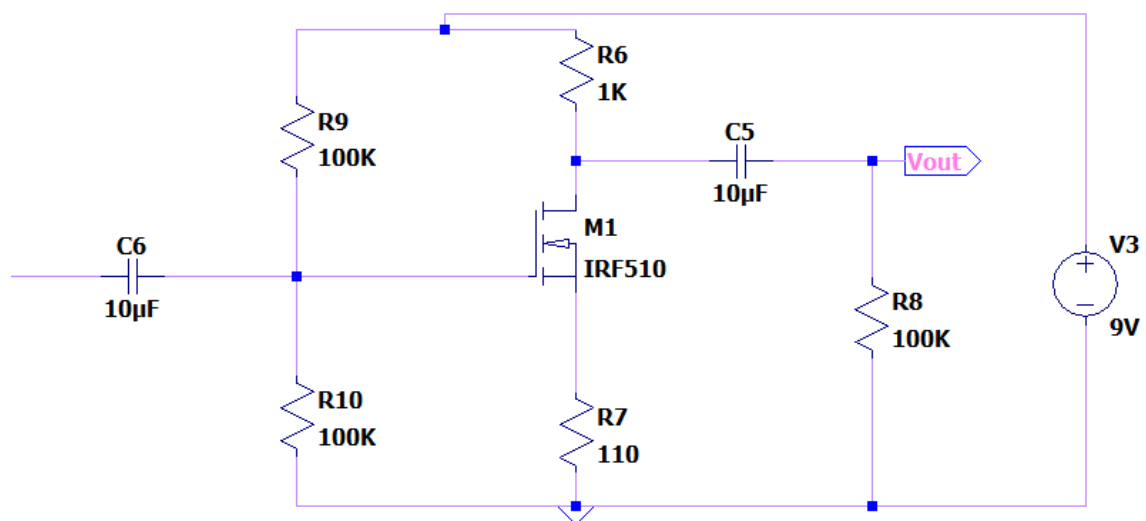 R6
1K
R9
100K
C5
10µF
Vout
M1
IRF510
C6
10µF
V3
+
−
9V
R8
100K
R10
100K
R7
110